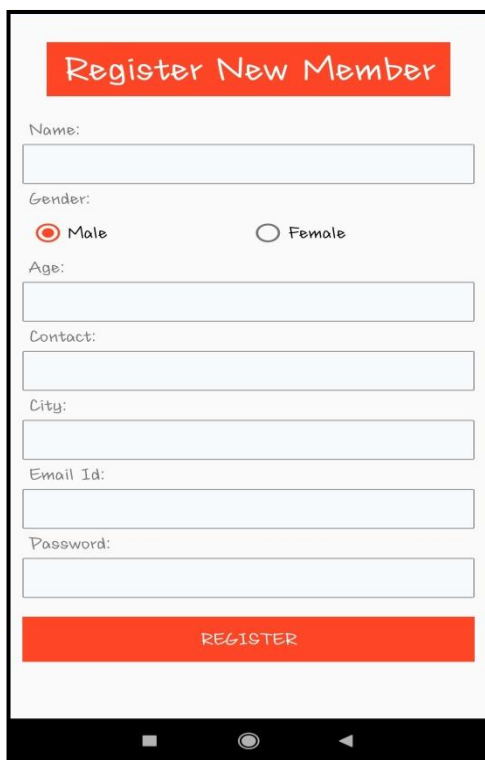 Register New Member
Name:
Gender:
Male Female
Age:
Contact:
City:
Email Id:
Password:
REGISTER